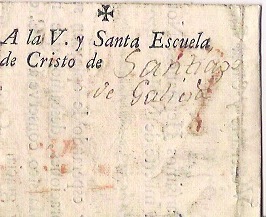 A la V. y Santa Escuela
de Cristo de Santiago
de Galicia